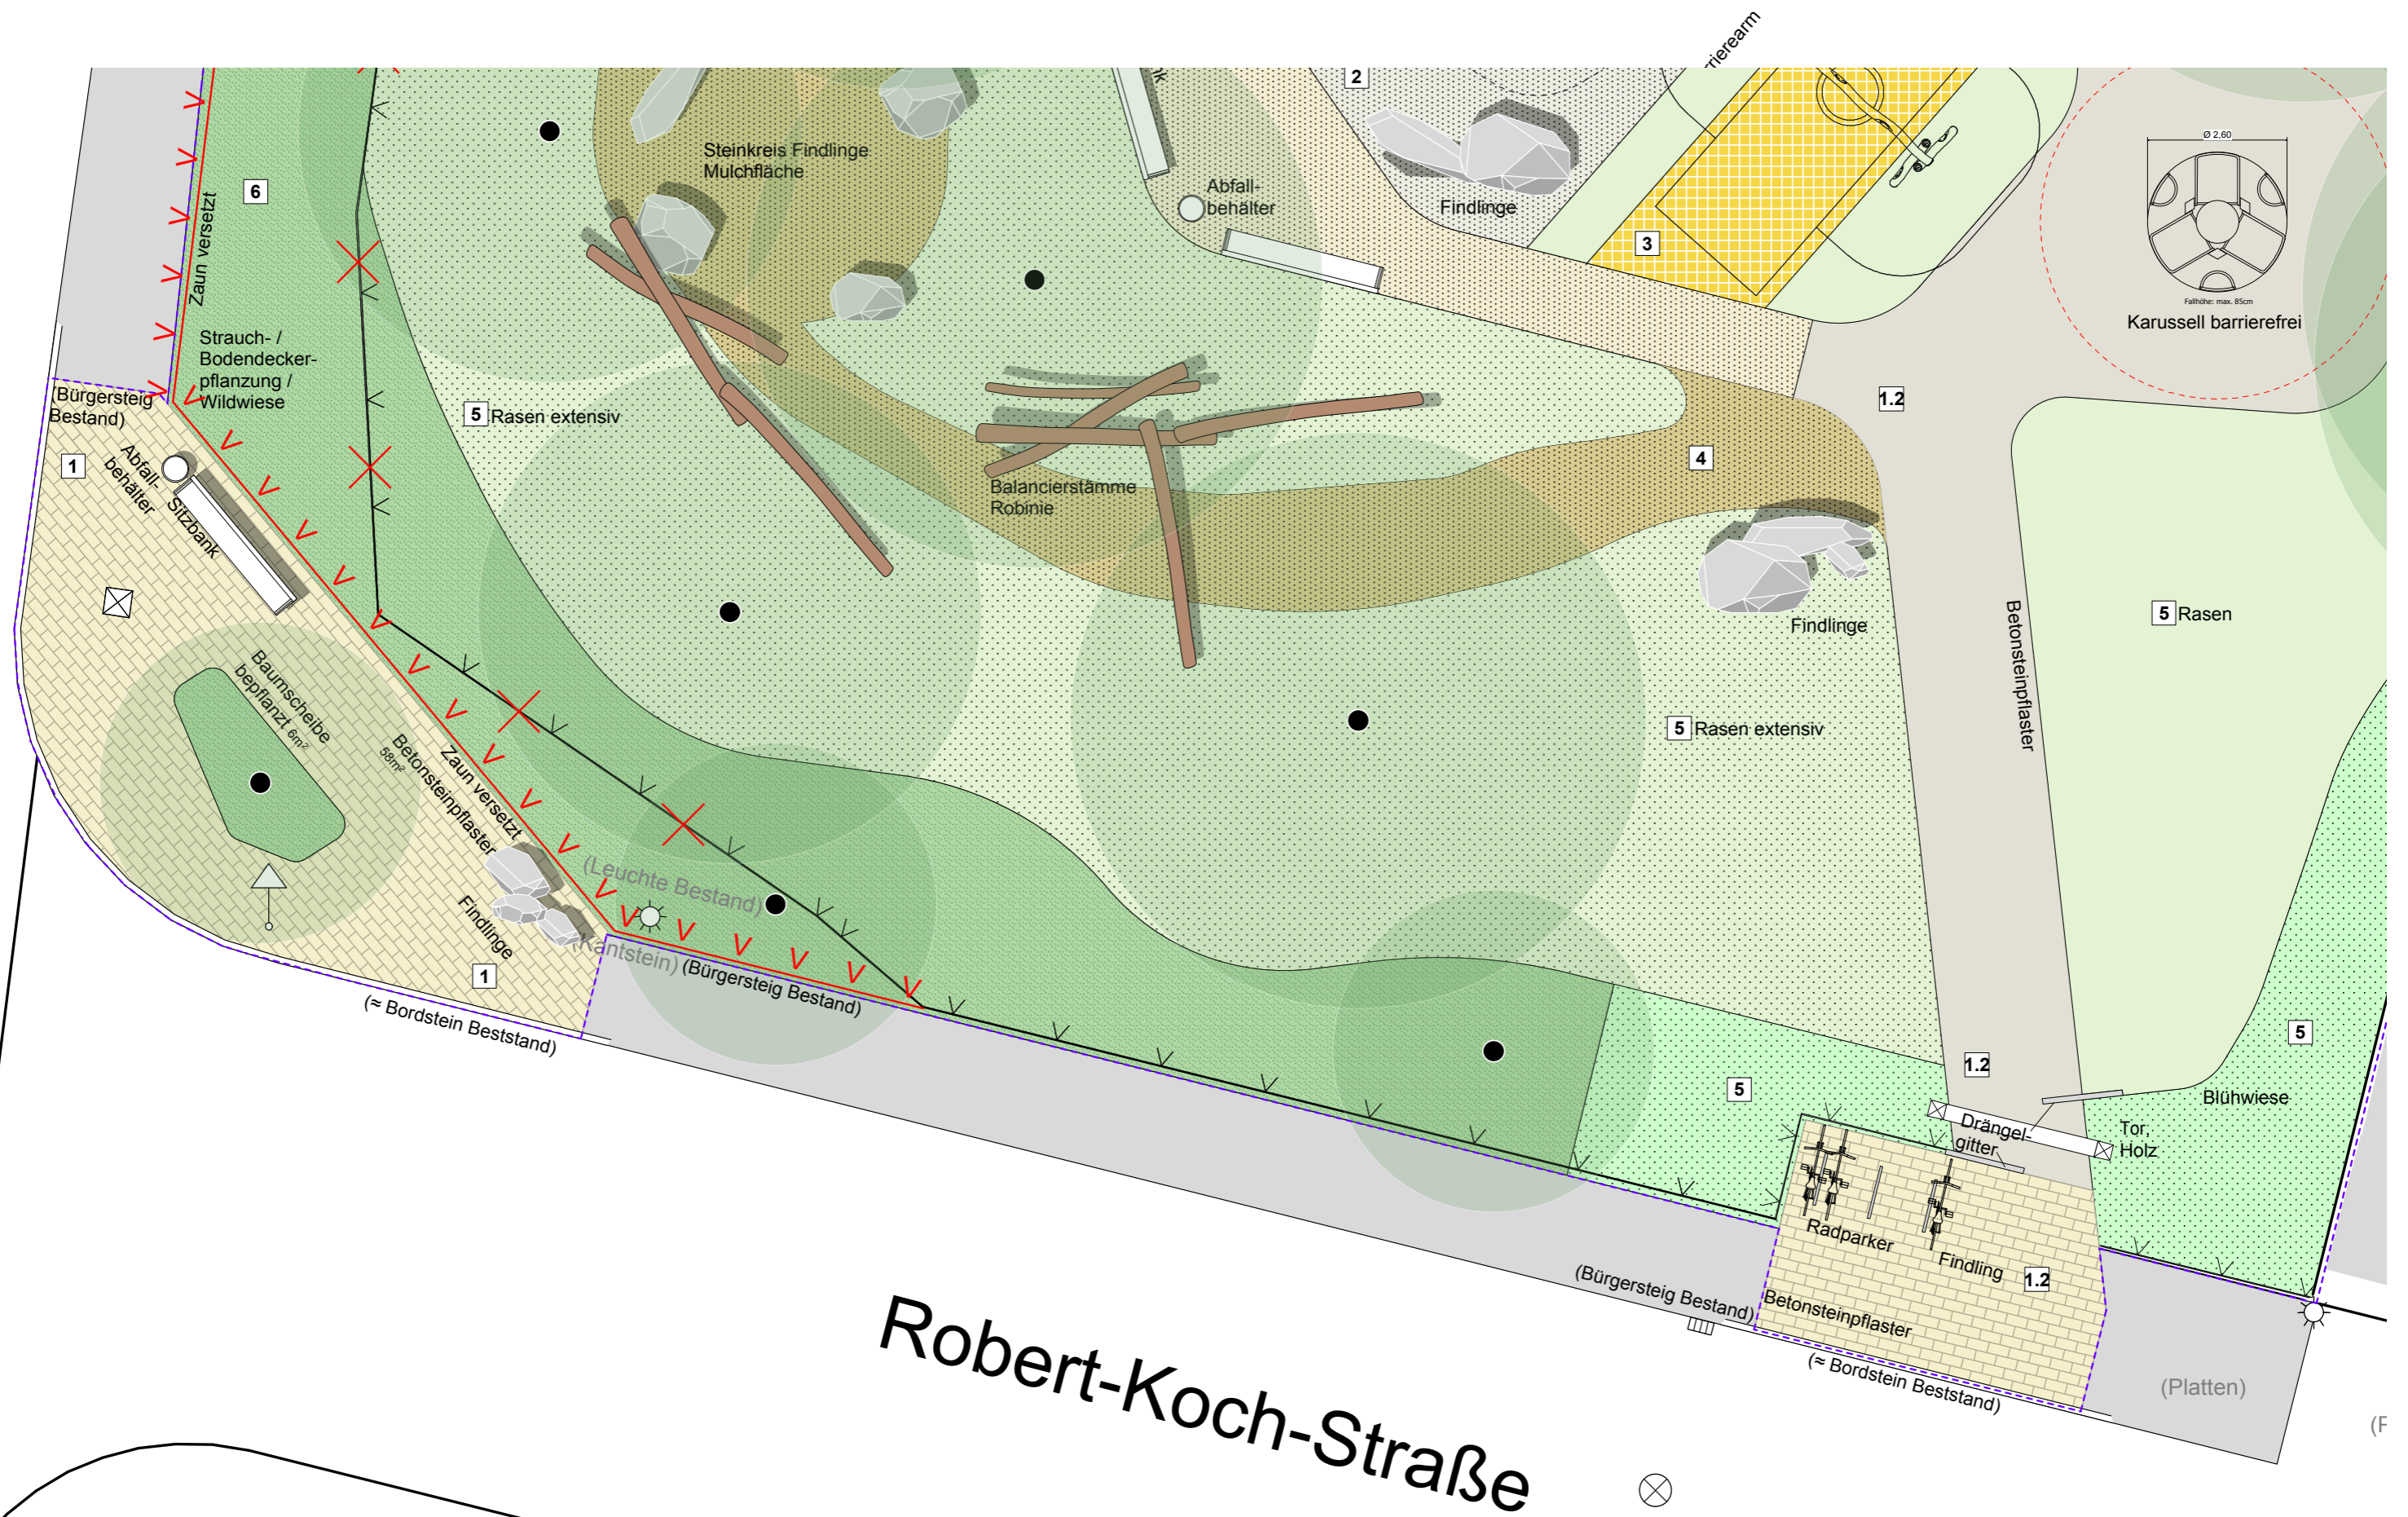 rrierearm
2
Ø 2,60
Steinkreis Findlinge
Mulchfläche
Abfall-
behälter
Findlinge
6
Zaun versetzt
3
Fallhöhe: max. 85cm
Karussell barrierefrei
Strauch- /
Bodendecker-
pflanzung /
Wildwiese
(Bürgersteig
Bestand)
5 Rasen extensiv
1.2
1
Abfall-
behälter
Sitzbank
4
Balancierstämme
Robinie
Findlinge
Betonsteinpflaster
5 Rasen
Baumscheibe
bepflanzt 6m²
Zaun versetzt
Betonsteinpflaster
58m²
5 Rasen extensiv
(Leuchte Bestand)
Findlinge
(Kantstein)
(Bürgersteig Bestand)
1
(≈ Bordstein Beststand)
1.2
5
5
Blühwiese
Drängel-
gitter
Tor,
Holz
Radparker
Findling
1.2
(Bürgersteig Bestand)
Betonsteinpflaster
(≈ Bordstein Beststand)
(Platten)
Robert-Koch-Straße